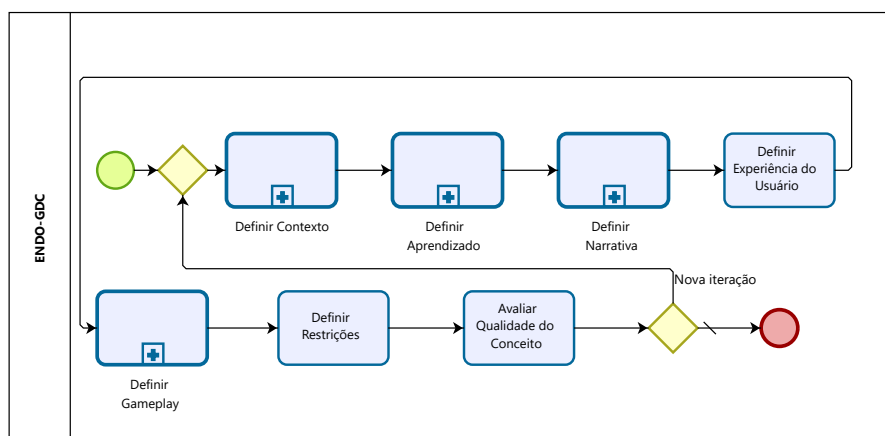 ENDO-GDC
Definir Contexto
Definir
Aprendizado
Definir
Narrativa
Definir
Experiência do
Usuário
Nova iteração
Definir
Gameplay
Definir
Restrições
Avaliar
Qualidade do
Conceito